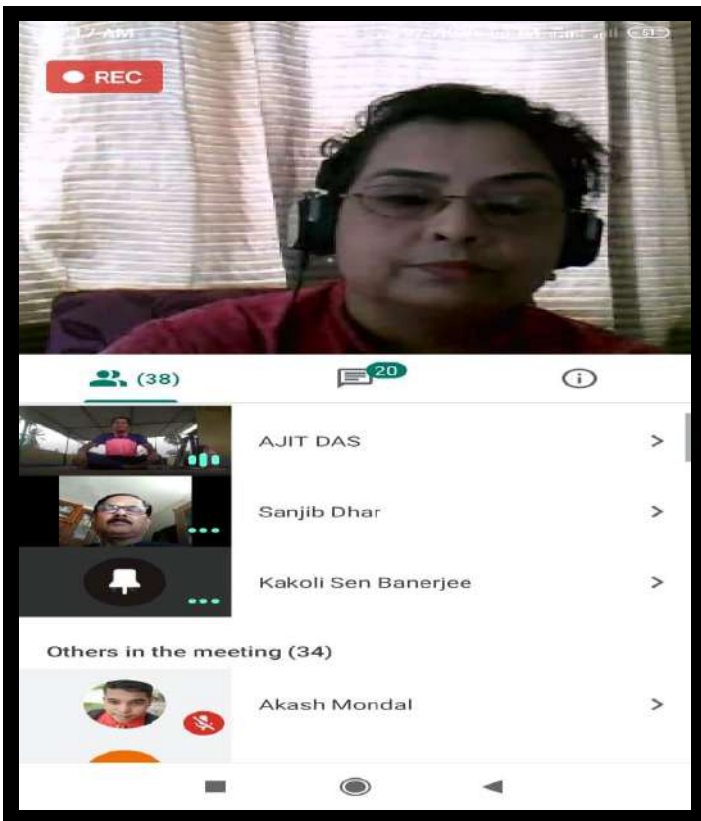 REC
(38)
20
AJIT DAS
Sanjib Dhar
Kakoli Sen Banerjee
Others in the meeting (34)
Akash Mondal